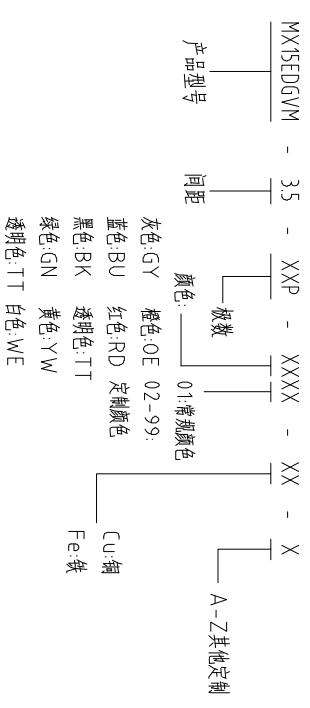 MX15EDGVM - 3.5 - XXP - XXXX - XX - X
产品型号
间距
极数
颜色:
01:常规颜色
灰色:GY 橙色:OE 02-99:
蓝色:BU 红色:RD 定制颜色
黑色:BK 透明色:TT
绿色:GN 黄色:YW
透明色:TT 白色:WE
Cu:铜
Fe:铁
A-Z其他定制